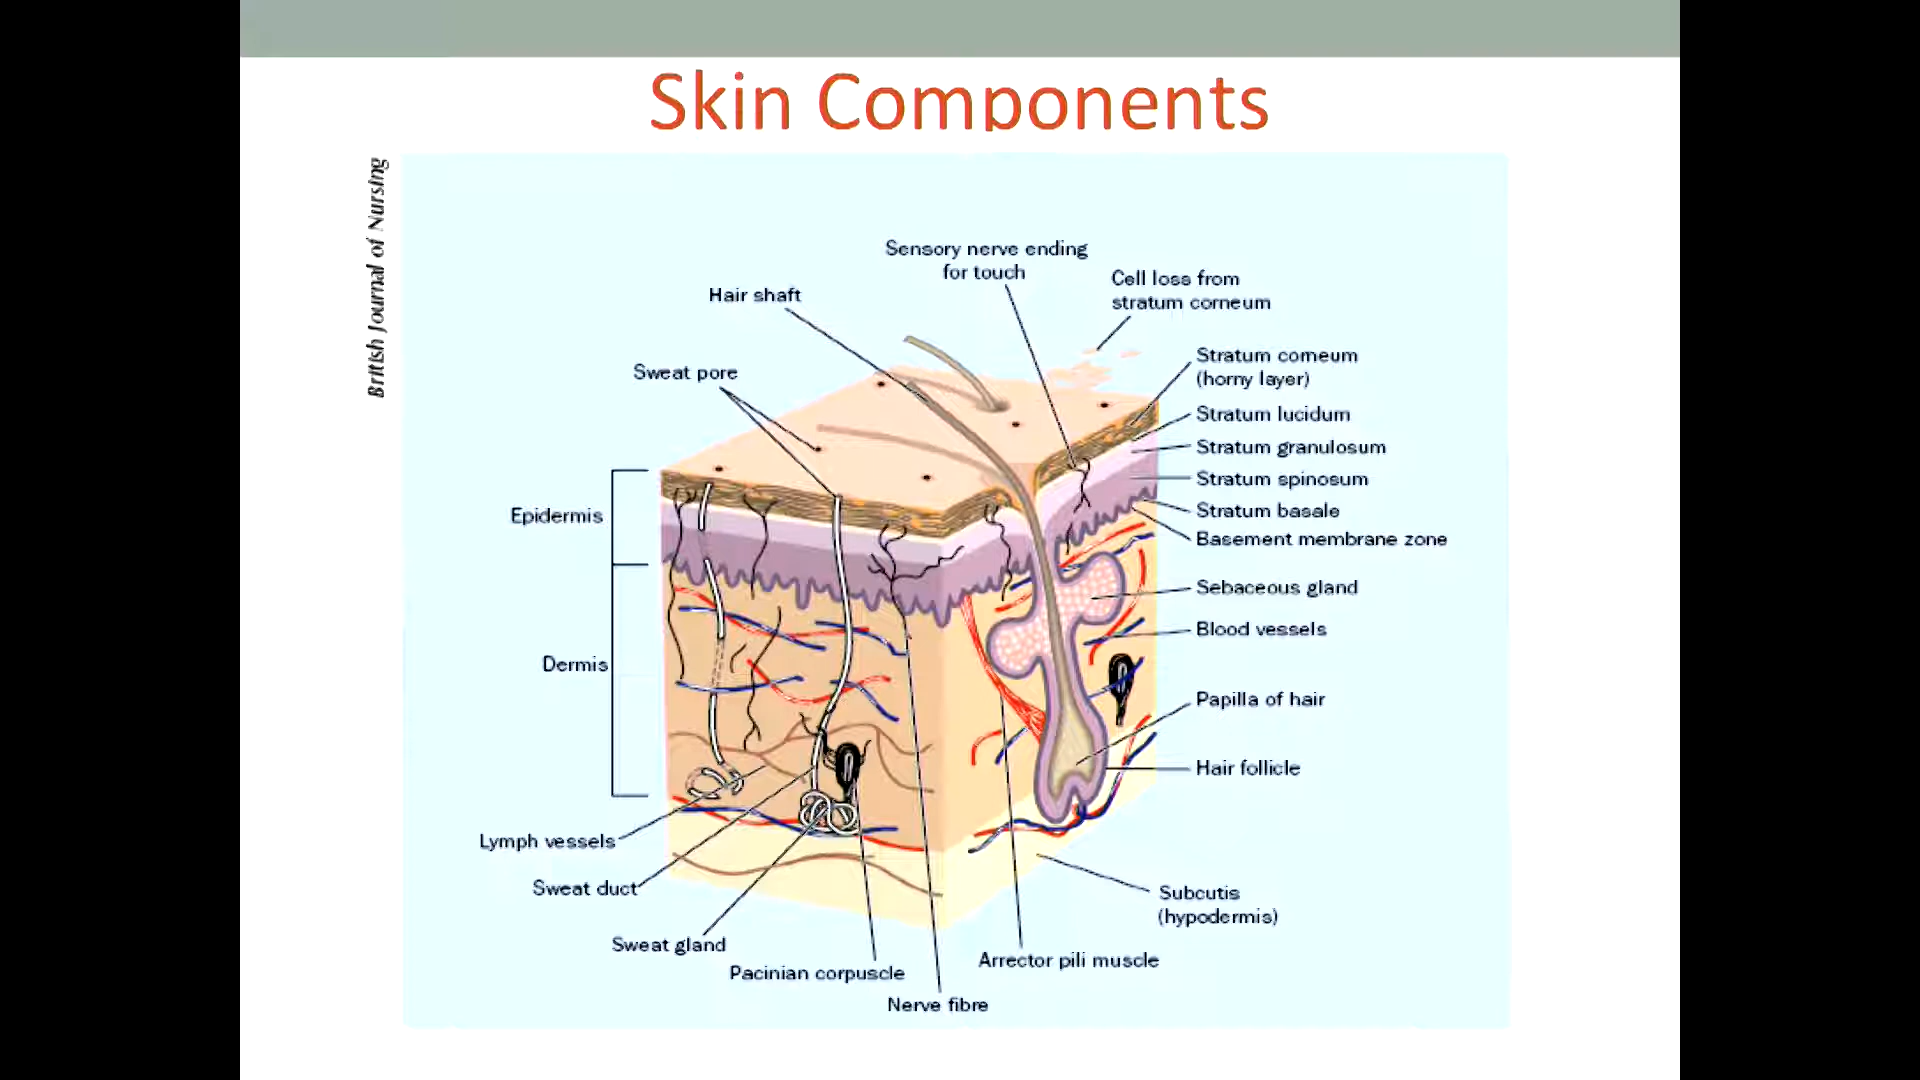 Skin Components
British Journal of Nursing
Sensory nerve ending
for touch
Cell loss from
stratum corneum
Hair shaft
Sweat pore
Stratum corneum
(horny layer)
Stratum lucidum
Stratum granulosum
Stratum spinosum
Stratum basale
Basement membrane zone
Epidermis
Sebaceous gland
Blood vessels
Dermis
Papilla of hair
Hair follicle
Lymph vessels
Sweat duct
Subcutis
(hypodermis)
Sweat gland
Pacinian corpuscle
Arrector pili muscle
Nerve fibre